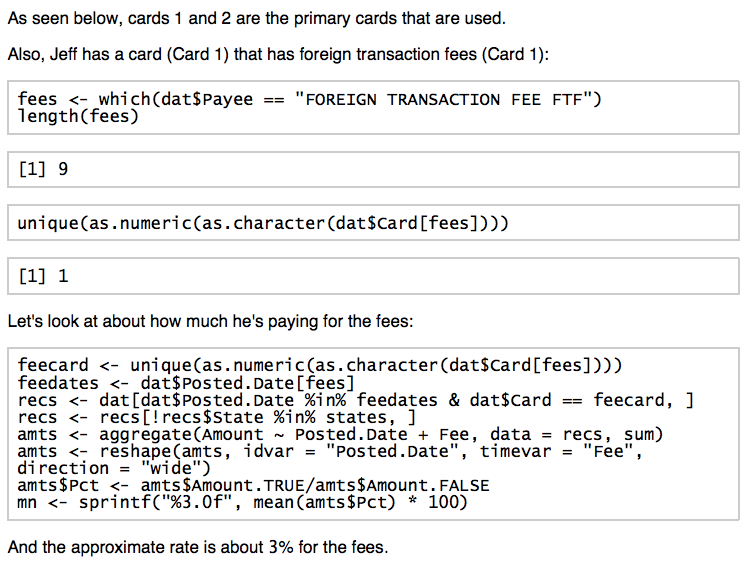 As seen below, cards 1 and 2 are the primary cards that are used.
Also, Jeff has a card (Card 1) that has foreign transaction fees (Card 1):
fees <- which(dat$Payee == "FOREIGN TRANSACTION FEE FTF")
length(fees)
[1] 9
unique(as.numeric(as.character(dat$Card[fees])))
[1] 1
Let's look at about how much he's paying for the fees:
feecard <- unique(as.numeric(as.character(dat$Card[fees])))
feedates <- dat$Posted.Date[fees]
recs <- dat[dat$Posted.Date %in% feedates & dat$Card == feecard, ]
recs <- recs[!recs$State %in% states, ]
amts <- aggregate(Amount ~ Posted.Date + Fee, data = recs, sum)
amts <- reshape(amts, idvar = "Posted.Date", timevar = "Fee",
direction = "wide")
amts$Pct <- amts$Amount.TRUE/amts$Amount.FALSE
mn <- sprintf("%3.0f", mean(amts$Pct) * 100)
And the approximate rate is about 3% for the fees.